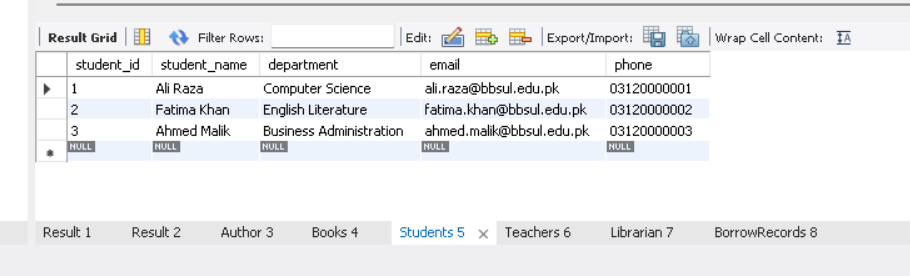 Result Grid Filter Rows: Edit: Export/Import: Wrap Cell Content: IA
student_id student_name department email phone
1 Ali Raza Computer Science ali.raza@bbsul.edu.pk 03120000001
2 Fatima Khan English Literature fatima.khan@bbsul.edu.pk 03120000002
3 Ahmed Malik Business Administration ahmed.malik@bbsul.edu.pk 03120000003
NULL NULL NULL NULL NULL
Result 1 Result 2 Author 3 Books 4 Students 5 Teachers 6 Librarian 7 BorrowRecords 8